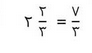 ۲ ۲/۳ = ۷/۳